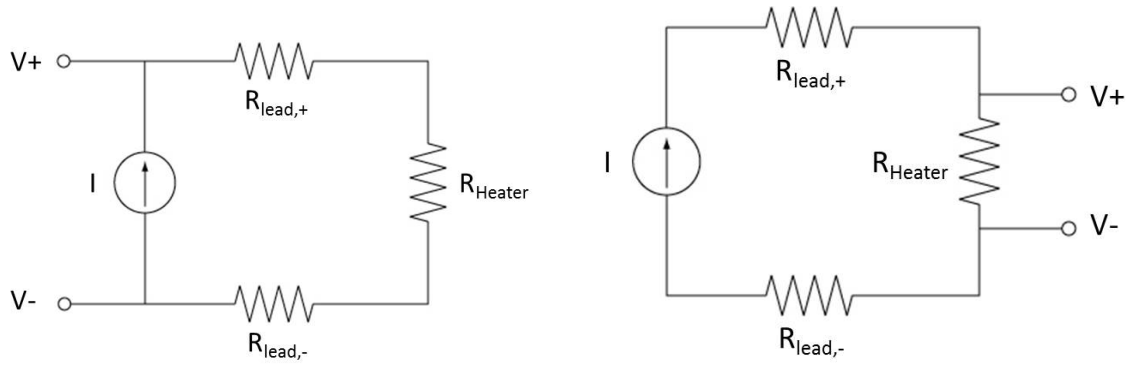 V+
R_lead,+
I
R_Heater
V-
R_lead,-
R_lead,+
V+
I
R_Heater
V-
R_lead,-